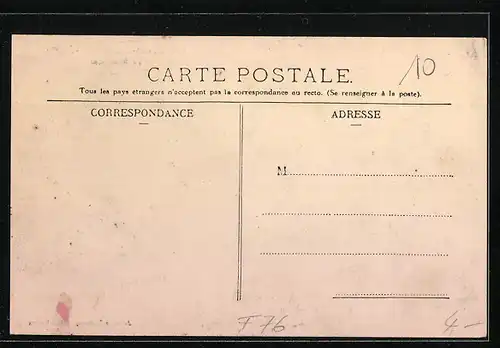 CARTE POSTALE.
10
Tous les pays étrangers n'acceptent pas la correspondance au recto. (Se renseigner à la poste).
CORRESPONDANCE
ADRESSE
M
F76
4-